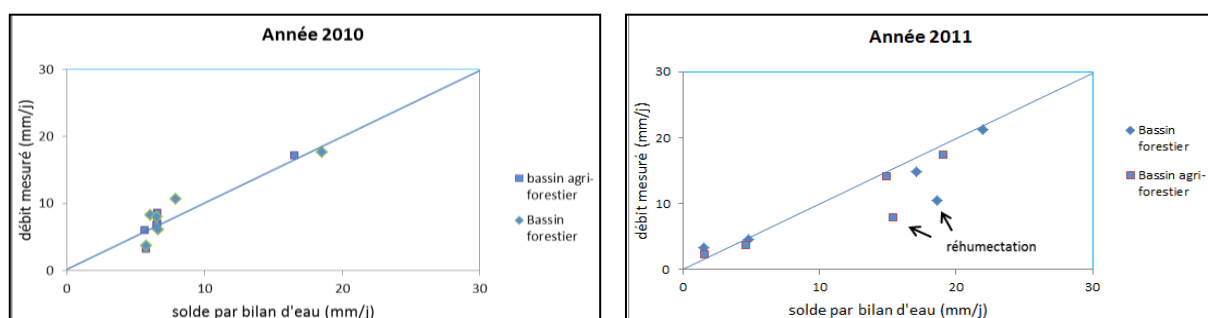 Année 2010
30
20
10
0
débit mesuré (mm/j)
0 10 20 30
solde par bilan d'eau (mm/j)
bassin agri-
forestier
Bassin
forestier
Année 2011
30
20
10
0
débit mesuré (mm/j)
0 10 20 30
solde par bilan d'eau (mm/j)
réhumectation
Bassin
forestier
Bassin agri-
forestier